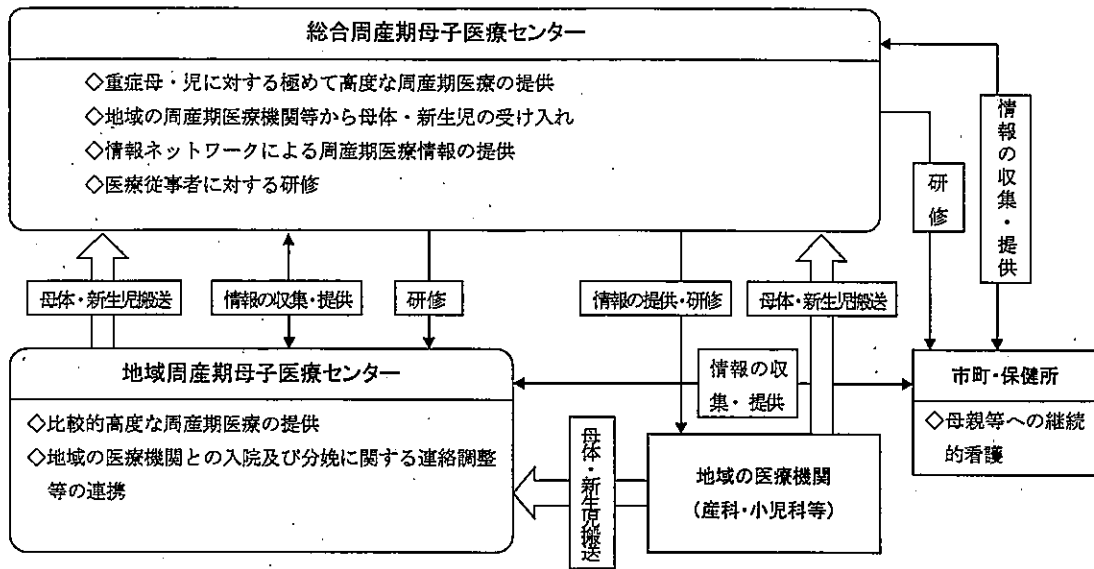 総合周産期母子医療センター
◇重症母・児に対する極めて高度な周産期医療の提供
◇地域の周産期医療機関等から母体・新生児の受け入れ
◇情報ネットワークによる周産期医療情報の提供
◇医療従事者に対する研修
情報の収集・提供
研修
母体・新生児搬送
情報の収集・提供
研修
情報の提供・研修
母体・新生児搬送
地域周産期母子医療センター
◇比較的高度な周産期医療の提供
◇地域の医療機関との入院及び分娩に関する連絡調整
等の連携
情報の収
集・提供
市町・保健所
◇母親等への継続
的看護
母体・新生児搬送
地域の医療機関
(産科・小児科等)